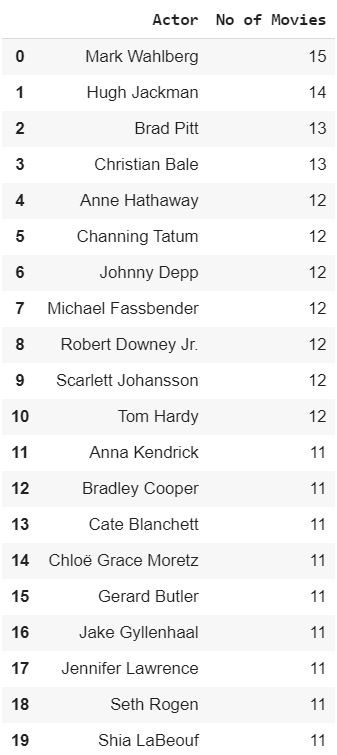 Actor No of Movies
0 Mark Wahlberg 15
1 Hugh Jackman 14
2 Brad Pitt 13
3 Christian Bale 13
4 Anne Hathaway 12
5 Channing Tatum 12
6 Johnny Depp 12
7 Michael Fassbender 12
8 Robert Downey Jr. 12
9 Scarlett Johansson 12
10 Tom Hardy 12
11 Anna Kendrick 11
12 Bradley Cooper 11
13 Cate Blanchett 11
14 Chloë Grace Moretz 11
15 Gerard Butler 11
16 Jake Gyllenhaal 11
17 Jennifer Lawrence 11
18 Seth Rogen 11
19 Shia LaBeouf 11